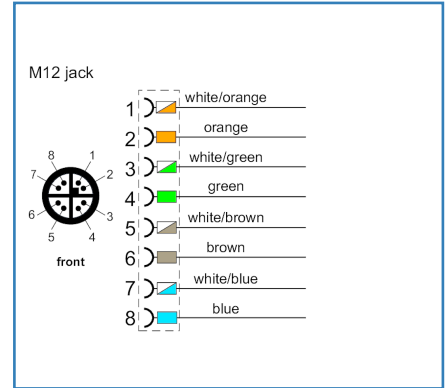 M12 jack
1 white/orange
2 orange
3 white/green
4 green
5 white/brown
6 brown
7 white/blue
8 blue
8 1
7 2
6 3
5 4
front